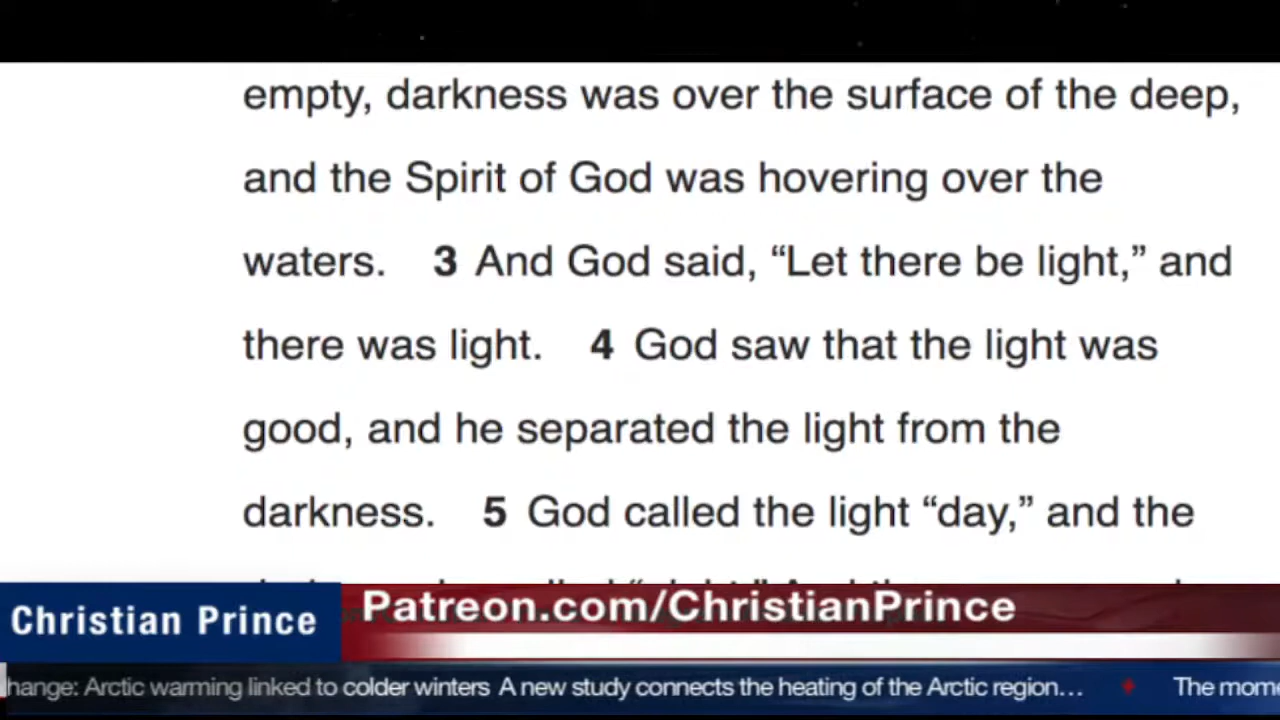 empty, darkness was over the surface of the deep,
and the Spirit of God was hovering over the
waters. 3 And God said, “Let there be light,” and
there was light. 4 God saw that the light was
good, and he separated the light from the
darkness. 5 God called the light “day,” and the
Christian Prince
Patreon.com/ChristianPrince
hange: Arctic warming linked to colder winters A new study connects the heating of the Arctic region... The mome